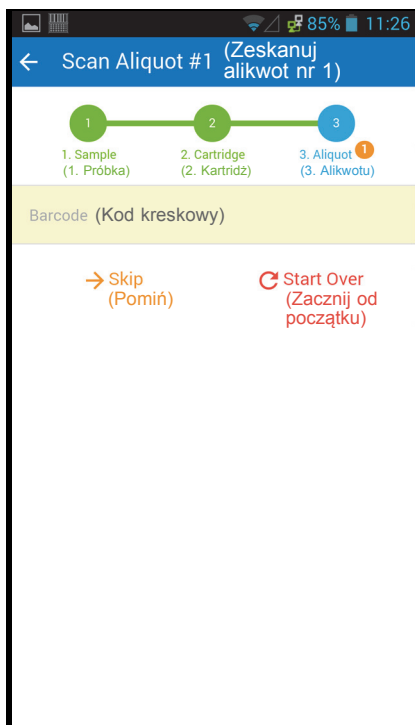 85% 11:26
Scan Aliquot #1 (Zeskanuj
alikwot nr 1)
1 2 3
1. Sample 2. Cartridge 3. Aliquot 1
(1. Próbka) (2. Kartridż) (3. Alikwotu)
Barcode (Kod kreskowy)
Skip Start Over
(Pomiń) (Zacznij od
początku)